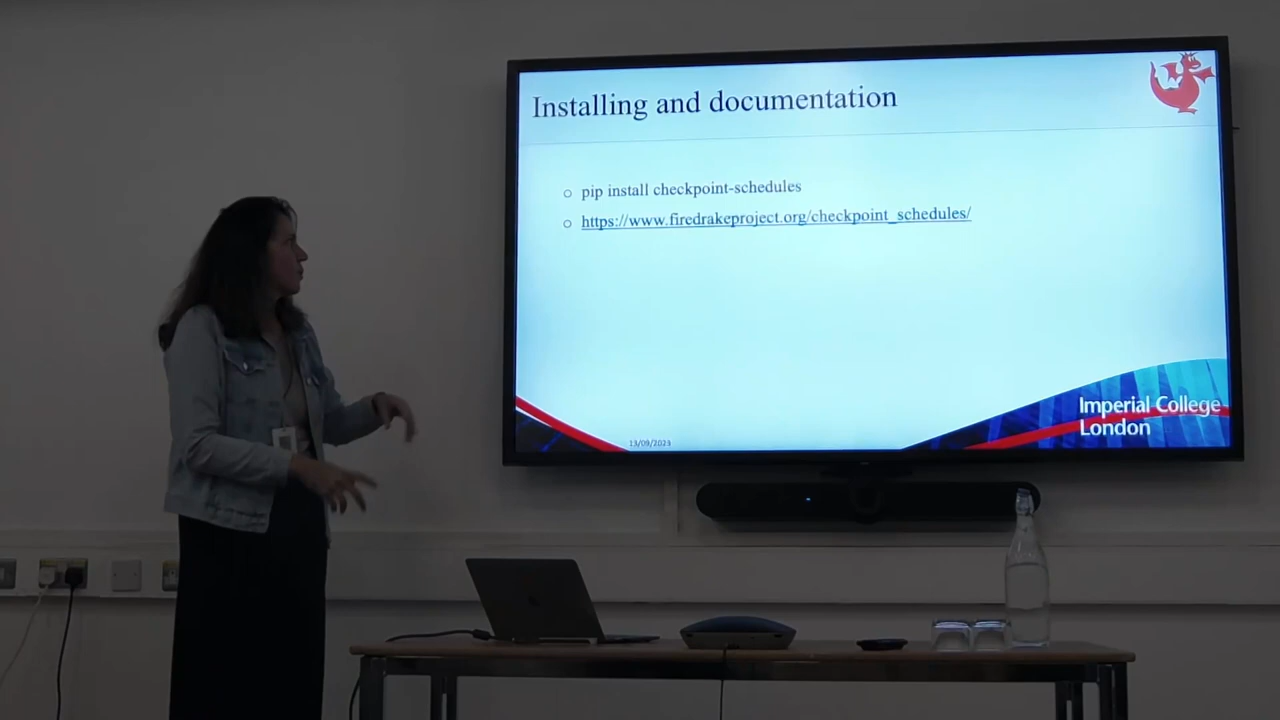 Installing and documentation
pip install checkpoint-schedules
https://www.firedrakeproject.org/checkpoint_schedules/
Imperial College
London
13/09/2023